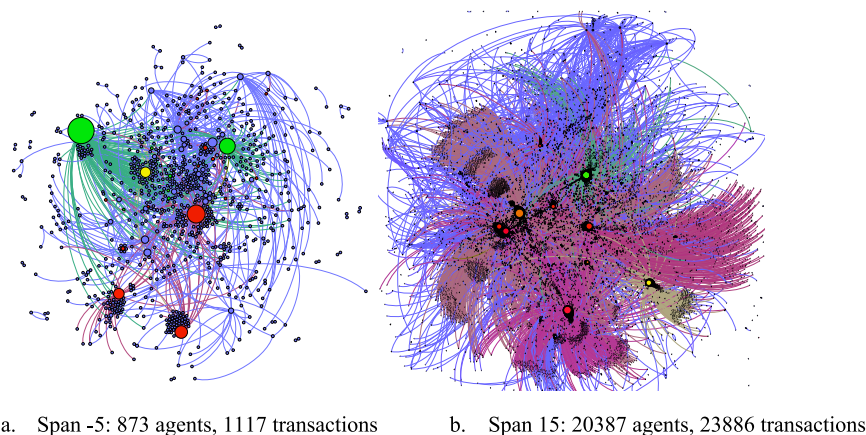 a. Span -5: 873 agents, 1117 transactions
b. Span 15: 20387 agents, 23886 transactions